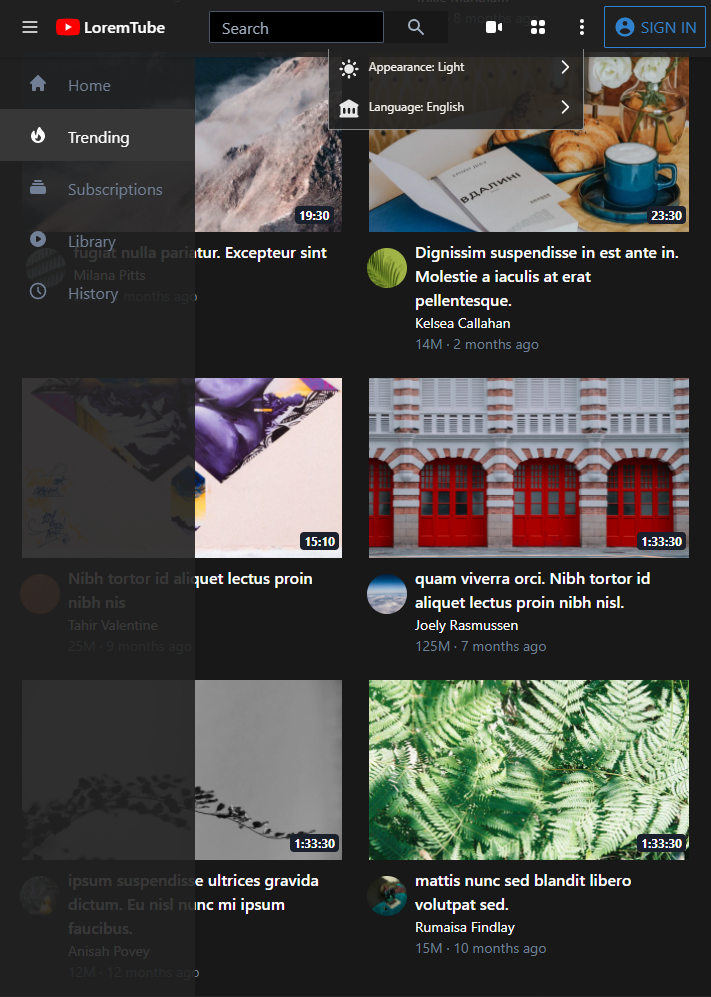 LoremTube
Search
8 months ago
SIGN IN
Appearance: Light
Language: English
Home
Trending
Subscriptions
Library
History
ВДАЛИНІ
19:30
23:30
fugiat nulla pariatur. Excepteur sint
Milana Pitts
months ago
Dignissim suspendisse in est ante in.
Molestie a iaculis at erat
pellentesque.
Kelsea Callahan
14M · 2 months ago
15:10
1:33:30
Nibh tortor id aliquet lectus proin
nibh nis
Tahir Valentine
25M · 9 months ago
quam viverra orci. Nibh tortor id
aliquet lectus proin nibh nisl.
Joely Rasmussen
125M · 7 months ago
1:33:30
1:33:30
ipsum suspendisse ultrices gravida
dictum. Eu nisl nunc mi ipsum
faucibus.
Anisah Povey
12M · 12 months ago
mattis nunc sed blandit libero
volutpat sed.
Rumaisa Findlay
15M · 10 months ago